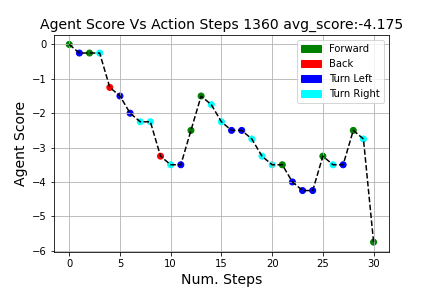 Agent Score Vs Action Steps 1360 avg_score:-4.175
Agent Score
0
−1
−2
−3
−4
−5
−6
Forward
Back
Turn Left
Turn Right
0 5 10 15 20 25 30
Num. Steps